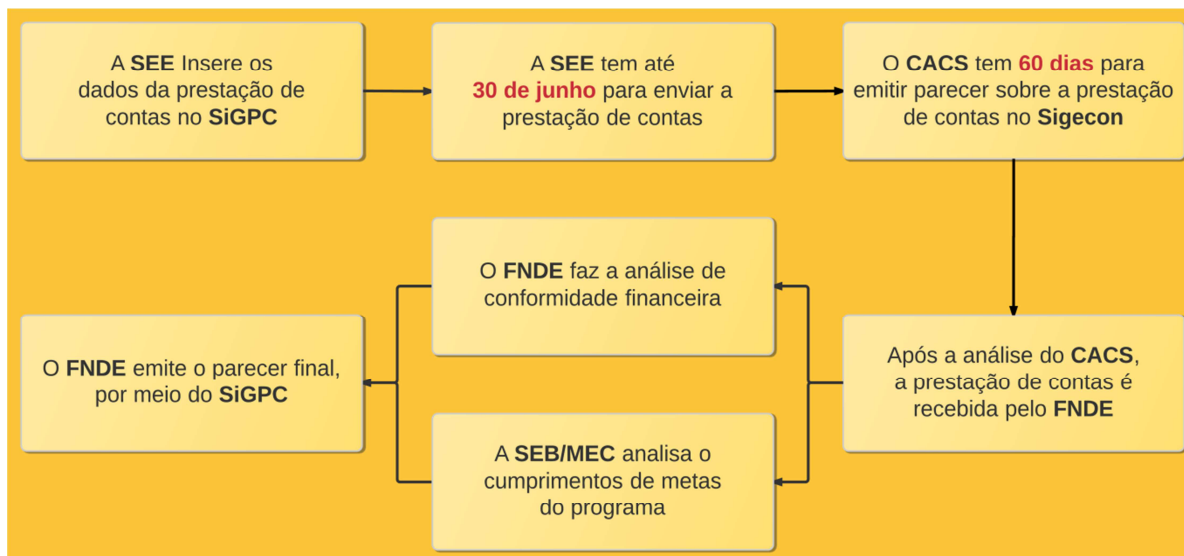 A SEE Insere os
dados da prestação de
contas no SiGPC
A SEE tem até
30 de junho para enviar a
prestação de contas
O CACS tem 60 dias para
emitir parecer sobre a prestação
de contas no Sigecon
Após a análise do CACS,
a prestação de contas é
recebida pelo FNDE
O FNDE faz a análise de
conformidade financeira
A SEB/MEC analisa o
cumprimentos de metas
do programa
O FNDE emite o parecer final,
por meio do SiGPC